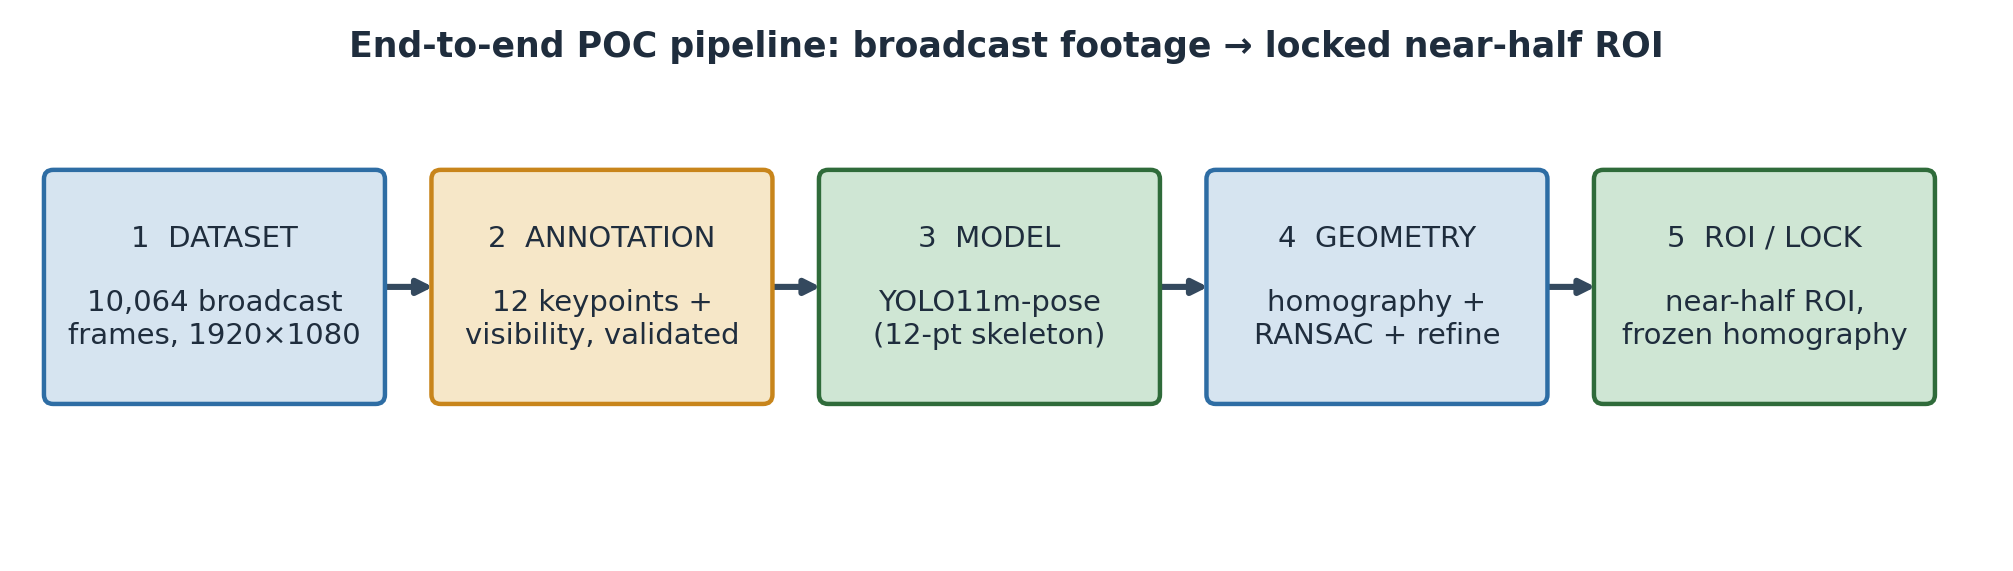 End-to-end POC pipeline: broadcast footage → locked near-half ROI
1  DATASET
10,064 broadcast
frames, 1920×1080
2  ANNOTATION
12 keypoints +
visibility, validated
3  MODEL
YOLO11m-pose
(12-pt skeleton)
4  GEOMETRY
homography +
RANSAC + refine
5  ROI / LOCK
near-half ROI,
frozen homography